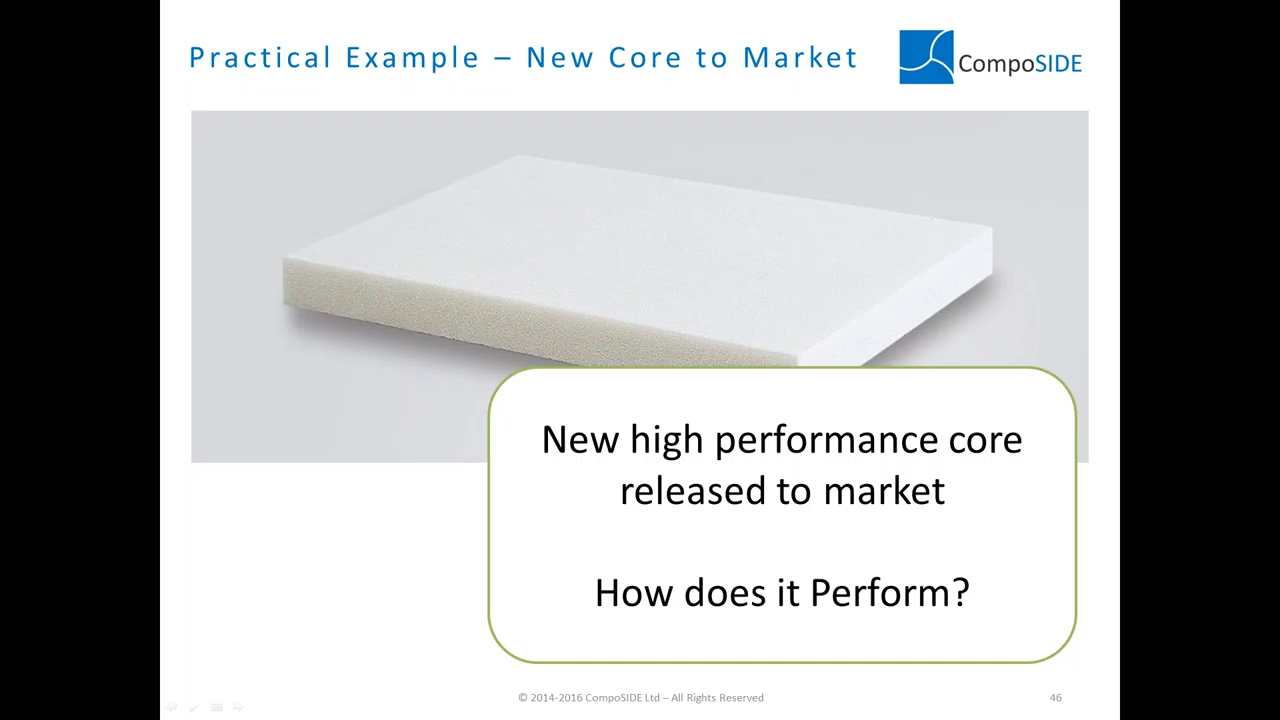 Practical Example – New Core to Market
CompoSIDE
New high performance core
released to market
How does it Perform?
© 2014-2016 CompoSIDE Ltd – All Rights Reserved
46